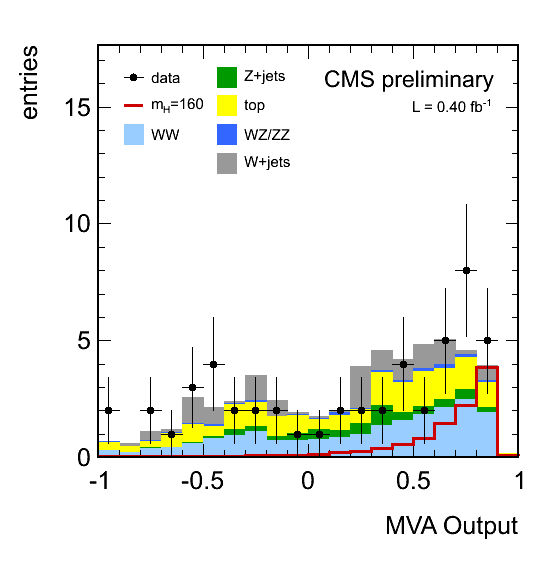 entries
data
m_H=160
WW
Z+jets
top
WZ/ZZ
W+jets
CMS preliminary
L = 0.40 fb⁻¹
15
10
5
0
-1 -0.5 0 0.5 1
MVA Output